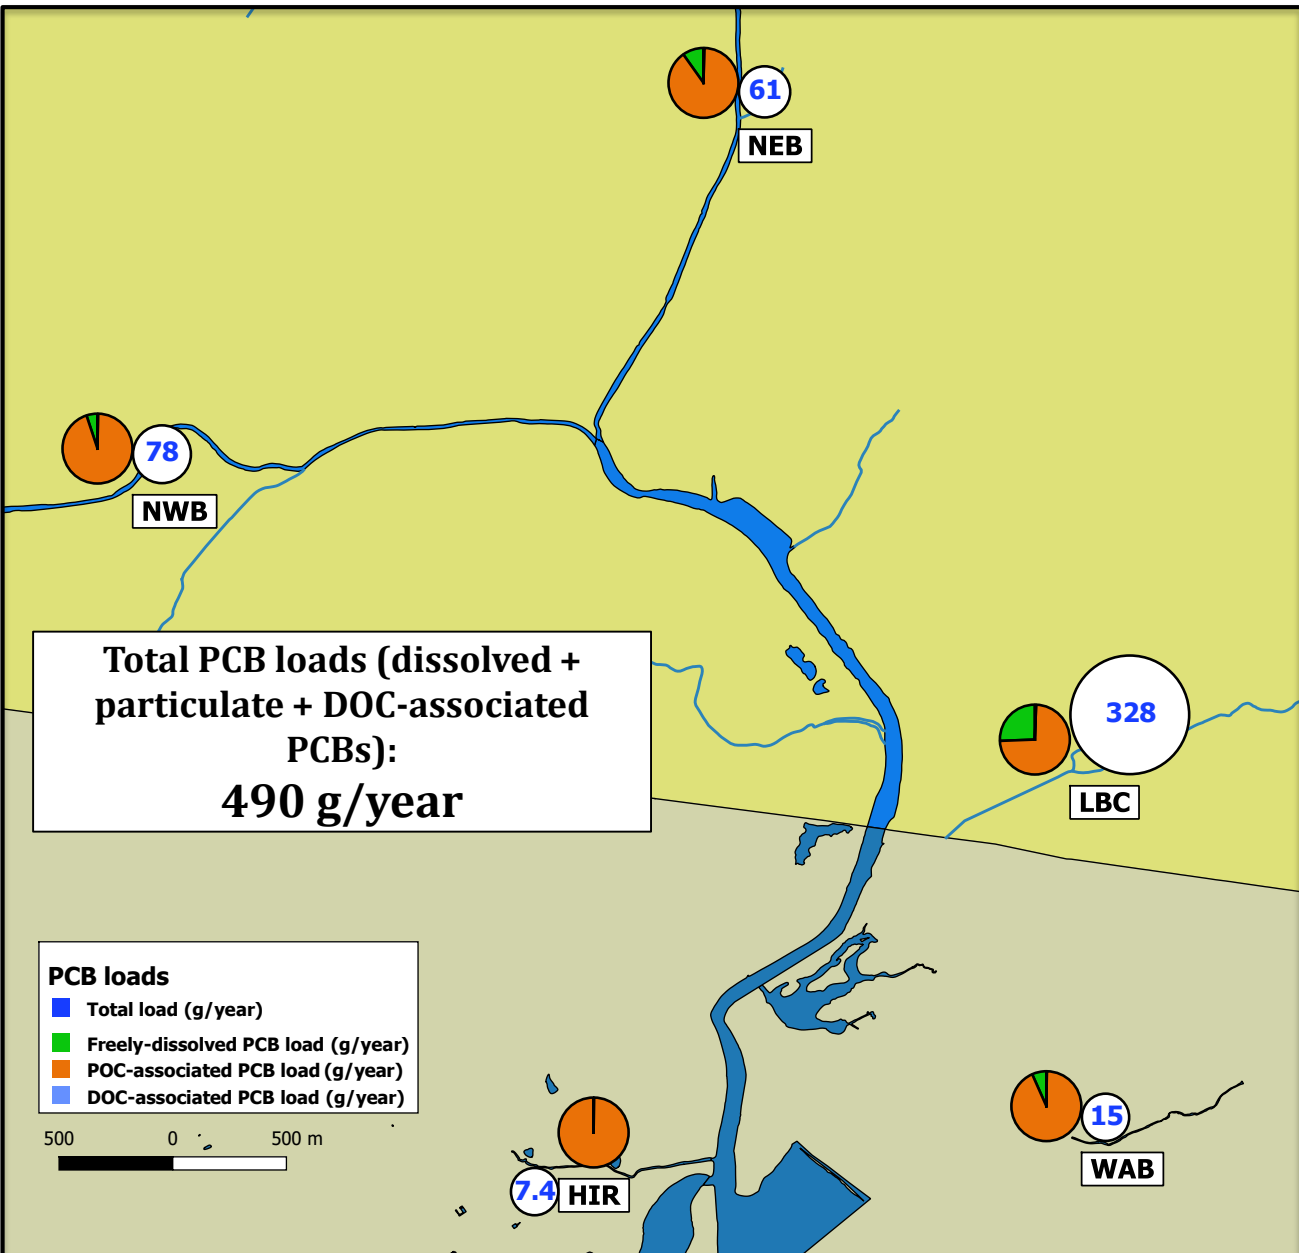 61
NEB
78
NWB
Total PCB loads (dissolved +
particulate + DOC-associated
PCBs):
490 g/year
328
LBC
PCB loads
Total load (g/year)
Freely-dissolved PCB load (g/year)
POC-associated PCB load (g/year)
DOC-associated PCB load (g/year)
500 0 500 m
15
WAB
7.4
HIR